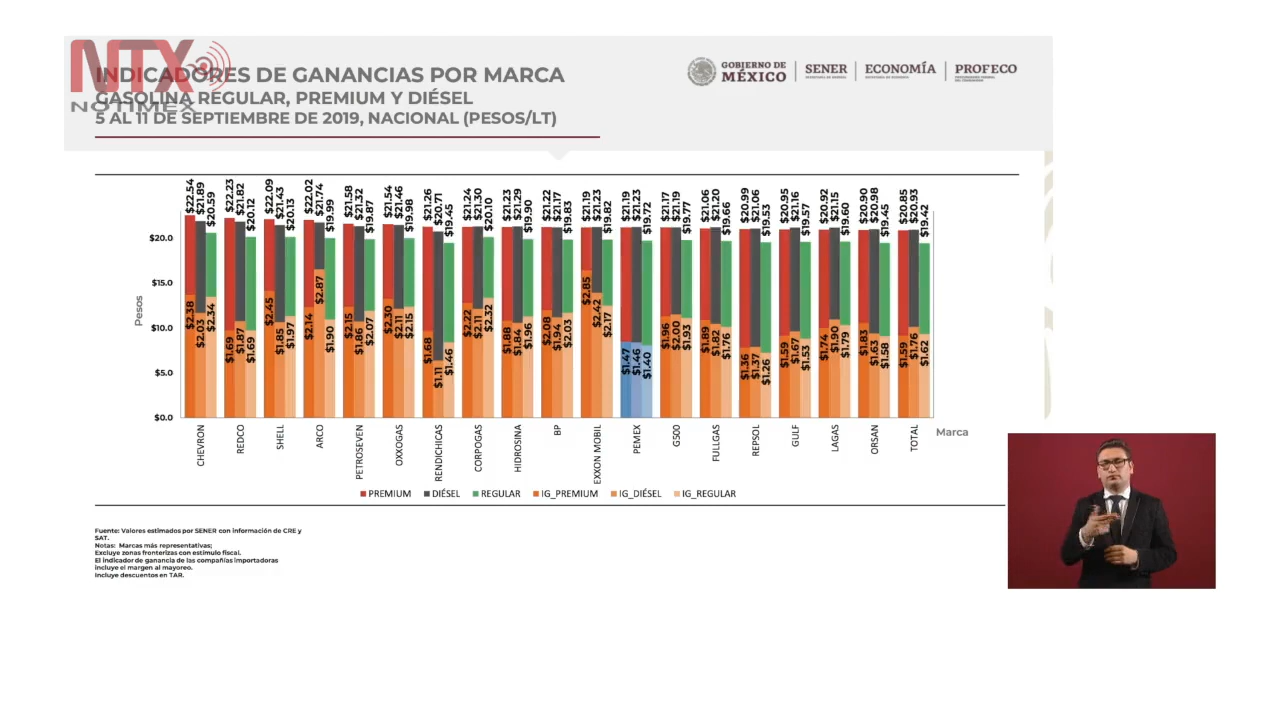 NTX
NOTIMEX
INDICADORES DE GANANCIAS POR MARCA
GASOLINA REGULAR, PREMIUM Y DIÉSEL
5 AL 11 DE SEPTIEMBRE DE 2019, NACIONAL (PESOS/LT)
GOBIERNO DE
MÉXICO
SENER
ECONOMÍA
PROFECO
$22.54 $21.89 $20.59
$22.23 $21.82 $20.12
$22.09 $21.43 $20.13
$22.02 $21.74 $19.99
$21.58 $21.32 $19.87
$21.54 $21.46 $19.98
$21.26 $20.71 $19.45
$21.24 $21.30 $20.10
$21.23 $21.29 $19.90
$21.22 $21.17 $19.83
$21.19 $21.23 $19.82
$21.19 $21.23 $19.72
$21.17 $21.19 $19.77
$21.06 $21.20 $19.66
$20.99 $21.06 $19.53
$20.95 $21.16 $19.57
$20.92 $21.15 $19.60
$20.90 $20.98 $19.45
$20.85 $20.93 $19.42
$20.0
$15.0
$10.0
$5.0
$0.0
Pesos
$2.38 $2.03 $2.34
$1.69 $1.87 $1.69
$2.45 $1.85 $1.97
$2.14 $2.87 $1.90
$2.15 $1.86 $2.07
$2.30 $2.11 $2.15
$1.68 $1.11 $1.46
$2.22 $2.11 $2.32
$1.88 $1.84 $1.96
$2.08 $1.94 $2.03
$2.85 $2.42 $2.17
$1.47 $1.46 $1.40
$1.96 $2.00 $1.93
$1.89 $1.82 $1.76
$1.36 $1.37 $1.26
$1.59 $1.67 $1.53
$1.74 $1.90 $1.79
$1.83 $1.63 $1.58
$1.59 $1.76 $1.62
CHEVRON
REDCO
SHELL
ARCO
PETROSEVEN
OXXOGAS
RENDICHICAS
CORPOGAS
HIDROSINA
BP
EXXON MOBIL
PEMEX
G500
FULLGAS
REPSOL
GULF
LAGAS
ORSAN
TOTAL
Marca
PREMIUM DIÉSEL REGULAR IG_PREMIUM IG_DIÉSEL IG_REGULAR
Fuente: Valores estimados por SENER con información de CRE y
SAT.
Notas: Marcas más representativas;
Excluye zonas fronterizas con estímulo fiscal.
El indicador de ganancia de las compañías importadoras
incluye el margen al mayoreo.
Incluye descuentos en TAR.